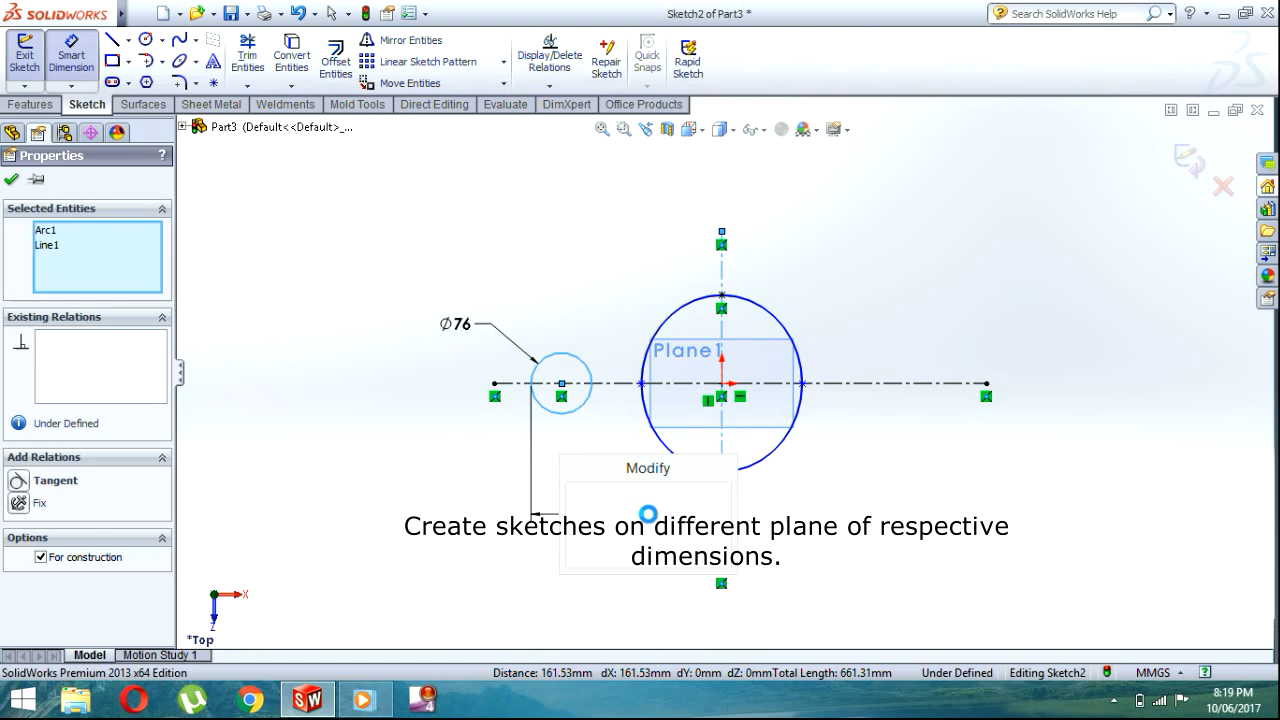 SOLIDWORKS
Sketch2 of Part3 *
Search SolidWorks Help
Exit Sketch
Smart Dimension
Trim Entities
Convert Entities
Offset Entities
Mirror Entities
Linear Sketch Pattern
Move Entities
Display/Delete Relations
Repair Sketch
Quick Snaps
Rapid Sketch
Features
Sketch
Surfaces
Sheet Metal
Weldments
Mold Tools
Direct Editing
Evaluate
DimXpert
Office Products
Part3 (Default<<Default>_...
Properties
?
Selected Entities
Arc1
Line1
Existing Relations
Under Defined
Add Relations
Tangent
Fix
Options
For construction
Ø76
Plane1
Modify
Create sketches on different plane of respective
dimensions.
X
Z
*Top
Model
Motion Study 1
SolidWorks Premium 2013 x64 Edition
Distance: 161.53mm dX: 161.53mm dY: 0mm dZ: 0mmTotal Length: 661.31mm
Under Defined
Editing Sketch2
MMGS
?
SW
4
8:19 PM
10/06/2017